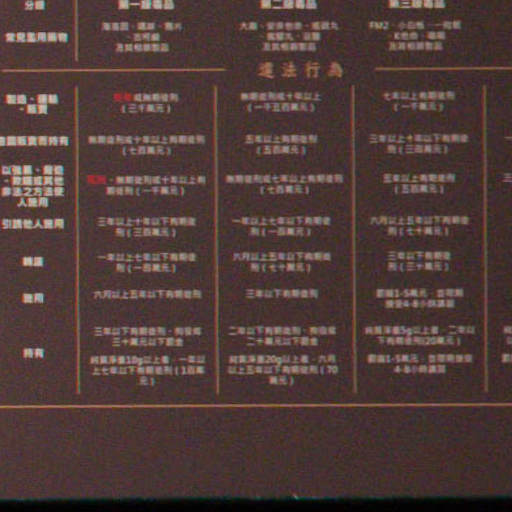 分級
第一級毒品
第二級毒品
第三級毒品
常見濫用藥物
海洛因、嗎啡、鴉片
、古柯鹼
及其相關製品
大麻、安非他命、搖頭丸
及其相關製品
FM2、小白板、一粒眠
K他命、喵喵
及其相關製品
違法行為
製造、運輸
、販賣
死刑或無期徒刑
(三千萬元)
無期徒刑或十年以上
(一千五百萬元)
七年以上有期徒刑
(一千萬元)
意圖販賣而持有
無期徒刑或十年以上有期徒刑
(七百萬元)
五年以上有期徒刑
(五百萬元)
三年以上十年以下有期徒
刑(三百萬元)
以強暴、脅迫
、欺瞞或其它
非法之方法使
人施用
死刑、無期徒刑或十年以上有
期徒刑(一千萬元)
無期徒刑或七年以上有期徒刑
(七百萬元)
五年以上有期徒刑
(五百萬元)
引誘他人施用
三年以上十年以下有期徒
刑(三百萬元)
一年以上七年以下有期徒
刑(一百萬元)
六月以上五年以下有期徒
刑(七十萬元)
轉讓
一年以上七年以下有期徒
刑(一百萬元)
六月以上五年以下有期徒
刑(七十萬元)
三年以下有期徒
刑(三十萬元)
施用
六月以上五年以下有期徒刑
三年以下有期徒刑
罰鍰1-5萬元、並限期
接受4-8小時講習
持有
三年以下有期徒刑、拘役或
三十萬元以下罰金
二年以下有期徒刑、拘役或
二十萬元以下罰金
純質淨重5g以上者、二年以
下有期徒刑(20萬元)
純質淨重10g以上者、一年以
上七年以下有期徒刑(1百萬
元)
純質淨重20g以上者、六月
以上五年以下有期徒刑(70
萬元)
罰鍰1-5萬元、並限期接受
4-8小時講習